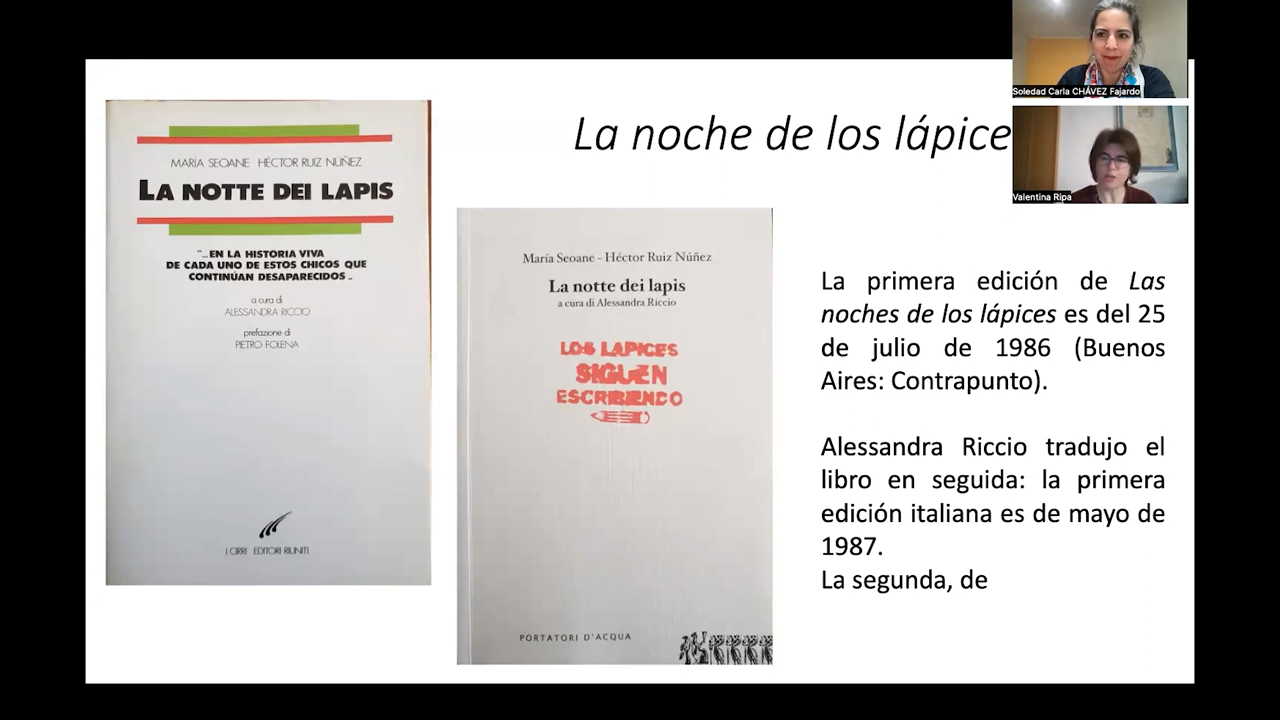 Soledad Carla CHÁVEZ Fajardo
Valentina Ripa
La noche de los lápice
MARÍA SEOANE HÉCTOR RUIZ NÚÑEZ
LA NOTTE DEI LAPIS
"...EN LA HISTORIA VIVA
DE CADA UNO DE ESTOS CHICOS QUE
CONTINÚAN DESAPARECIDOS..
a cura di
ALESSANDRA RICCIO
prefazione di
PIETRO FOLENA
I CIRRI EDITORI RIUNITI
María Seoane - Héctor Ruiz Núñez
La notte dei lapis
a cura di Alessandra Riccio
LOS LAPICES
SIGUEN
ESCRIBIENDO
PORTATORI D'ACQUA
La primera edición de Las
noches de los lápices es del 25
de julio de 1986 (Buenos
Aires: Contrapunto).
Alessandra Riccio tradujo el
libro en seguida: la primera
edición italiana es de mayo de
1987.
La segunda, de